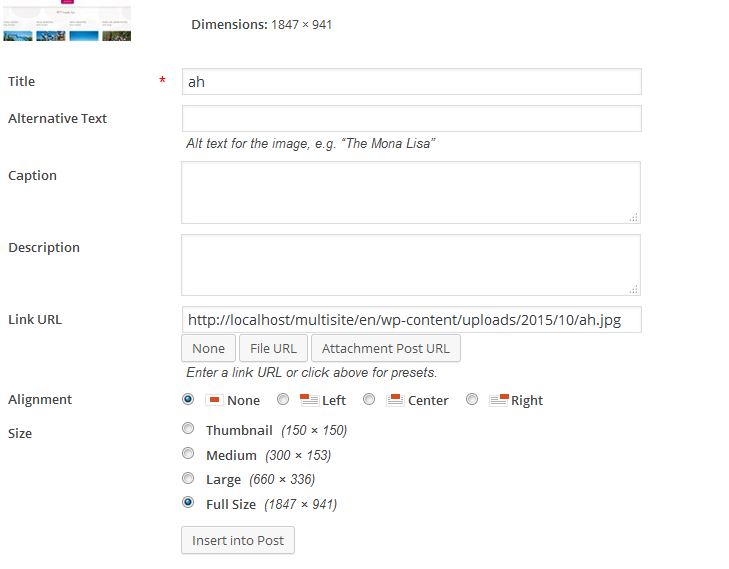 Dimensions: 1847 × 941
Title * ah
Alternative Text
Alt text for the image, e.g. “The Mona Lisa”
Caption
Description
Link URL http://localhost/multisite/en/wp-content/uploads/2015/10/ah.jpg
None File URL Attachment Post URL
Enter a link URL or click above for presets.
Alignment None Left Center Right
Size Thumbnail (150 × 150)
Medium (300 × 153)
Large (660 × 336)
Full Size (1847 × 941)
Insert into Post